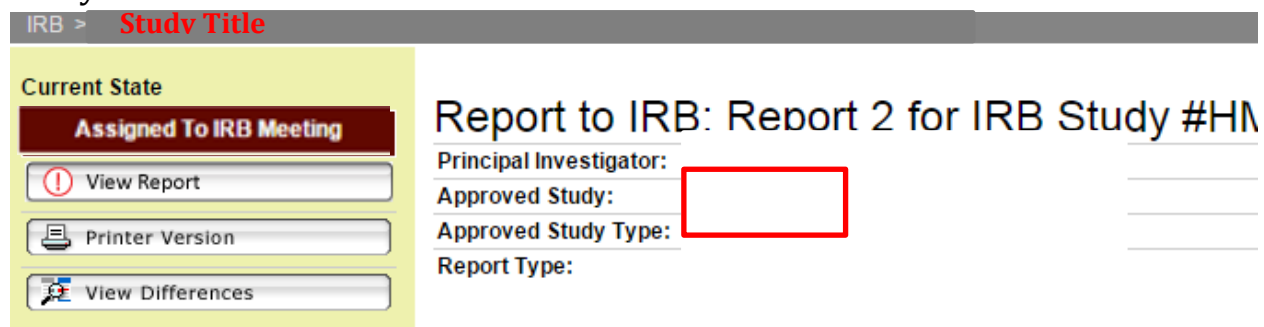 IRB > Study Title
Current State
Assigned To IRB Meeting
View Report
Printer Version
View Differences
Report to IRB: Report 2 for IRB Study
Principal Investigator:
Approved Study:
Approved Study Type:
Report Type: